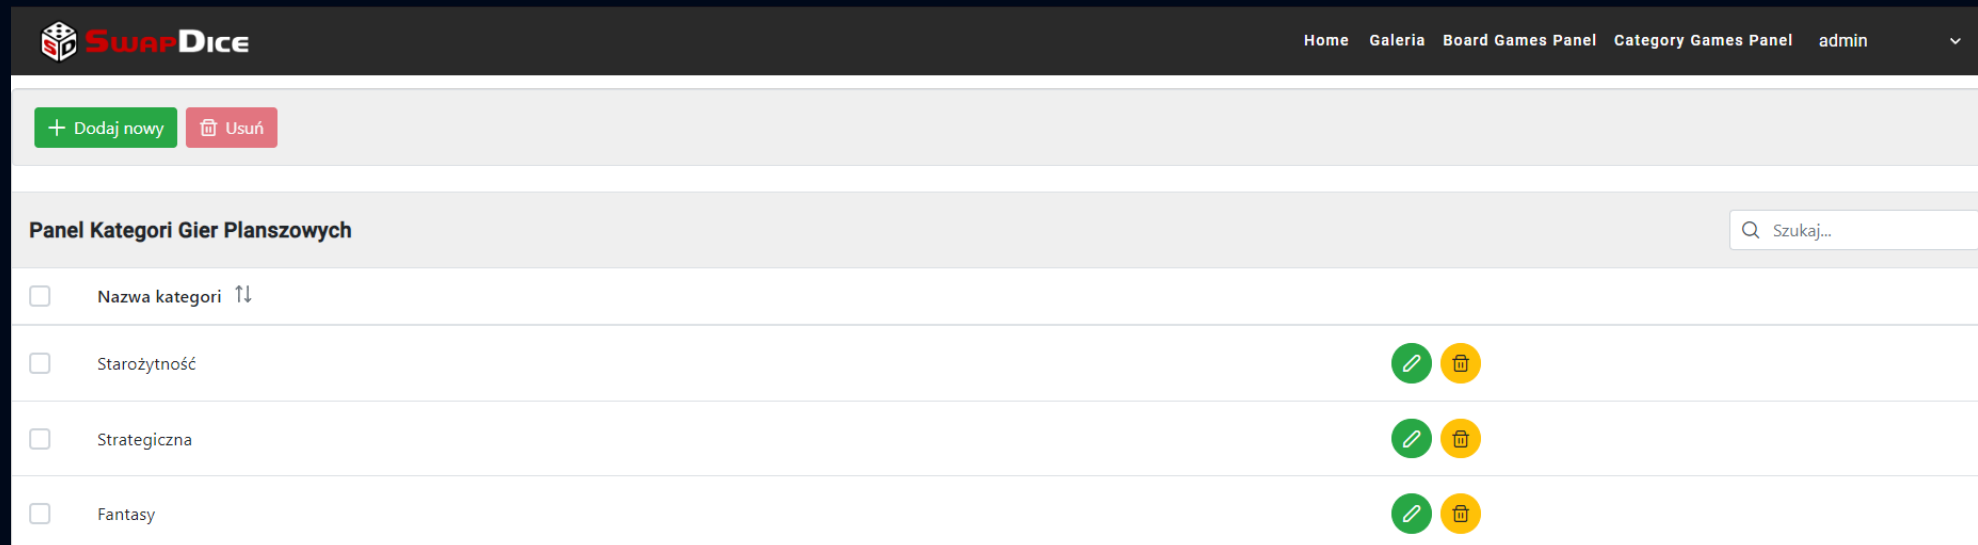 SD SwapDice
Home Galeria Board Games Panel Category Games Panel admin
Dodaj nowy Usuń
Panel Kategori Gier Planszowych
Szukaj...
Nazwa kategori
Starożytność
Strategiczna
Fantasy